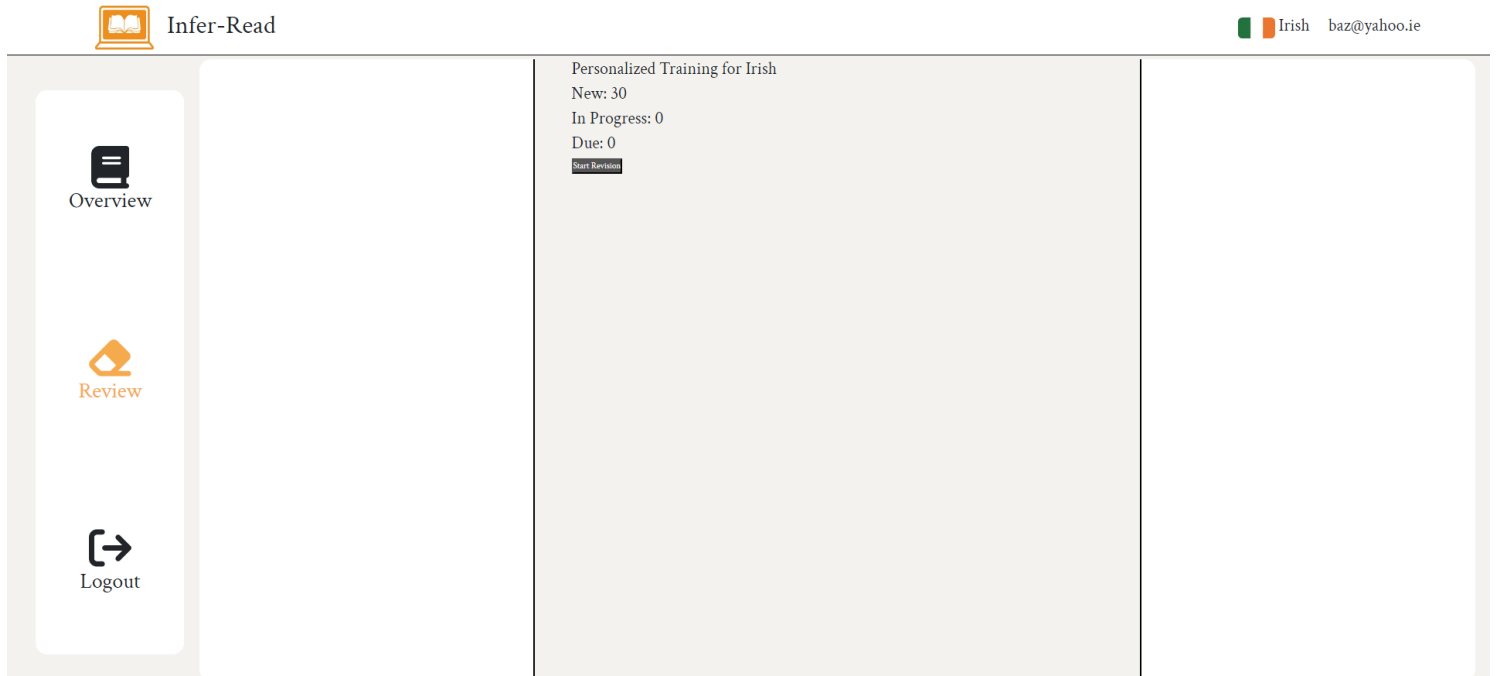 Infer-Read
Irish baz@yahoo.ie
Overview
Review
Logout
Personalized Training for Irish
New: 30
In Progress: 0
Due: 0
Start Revision